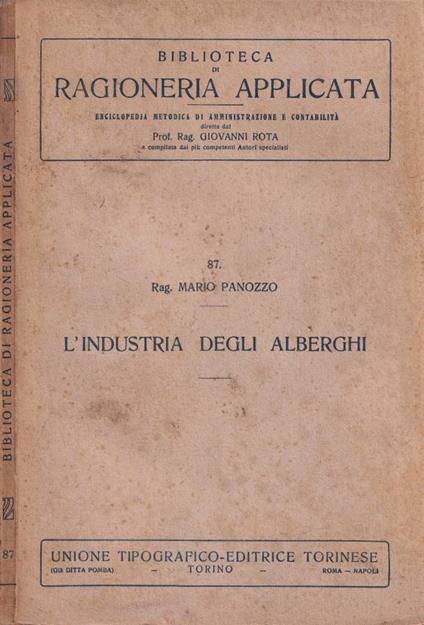 BIBLIOTECA
DI
RAGIONERIA APPLICATA
ENCICLOPEDIA METODICA DI AMMINISTRAZIONE E CONTABILITÀ
diretta dal
Prof. Rag. GIOVANNI ROTA
e compilata dai più competenti Autori specialisti
87.
Rag. MARIO PANOZZO
L'INDUSTRIA DEGLI ALBERGHI
UNIONE TIPOGRAFICO-EDITRICE TORINESE
(GIÀ DITTA POMBA) – TORINO – ROMA – NAPOLI
BIBLIOTECA DI RAGIONERIA APPLICATA
87